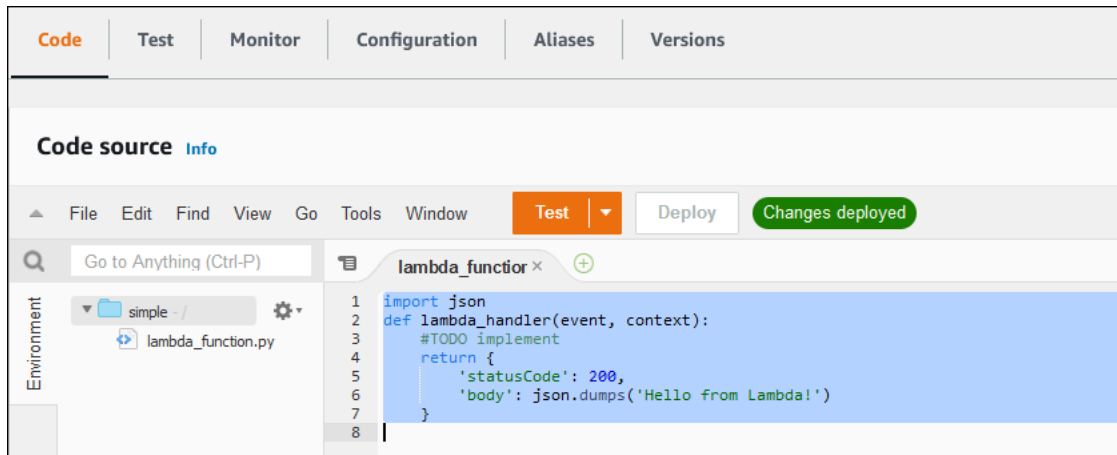 Code Test Monitor Configuration Aliases Versions
Code source Info
File Edit Find View Go Tools Window Test Deploy Changes deployed
Go to Anything (Ctrl-P)
lambda_function ×
Environment
simple - /
lambda_function.py
1 import json
2 def lambda_handler(event, context):
3     #TODO implement
4     return {
5         'statusCode': 200,
6         'body': json.dumps('Hello from Lambda!')
7     }
8